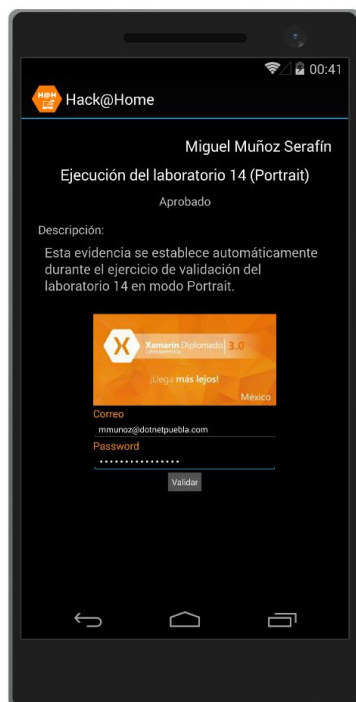 00:41
H@H
Hack@Home
Miguel Muñoz Serafín
Ejecución del laboratorio 14 (Portrait)
Aprobado
Descripción:
Esta evidencia se establece automáticamente
durante el ejercicio de validación del
laboratorio 14 en modo Portrait.
Xamarin Diplomado 3.0
Latinoamérica
¡Llega más lejos!
México
Correo
mmunoz@dotnetpuebla.com
Password
Validar